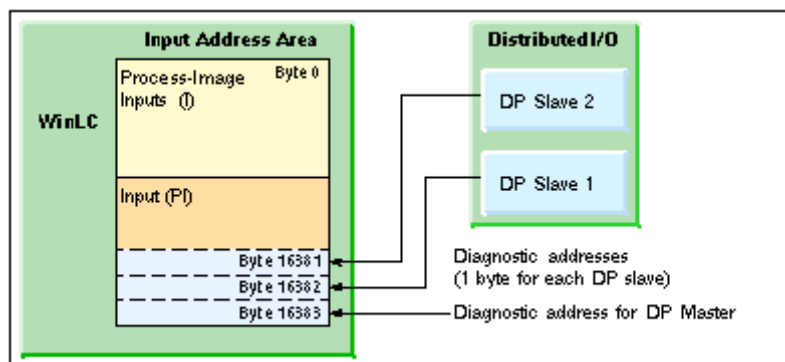 Input Address Area
Distributed I/O
Process-Image Byte 0
Inputs (I)
WinLC
DP Slave 2
DP Slave 1
Input (PI)
Byte 16381
Byte 16382
Byte 16383
Diagnostic addresses
(1 byte for each DP slave)
Diagnostic address for DP Master